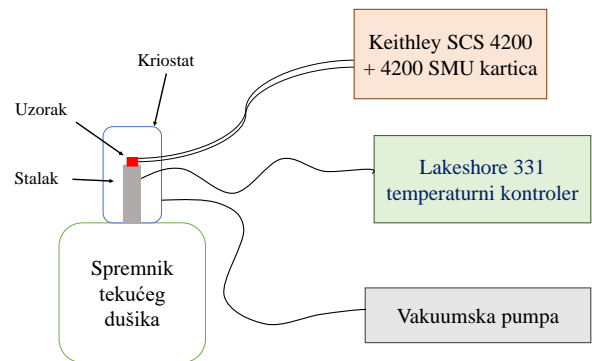 Keithley SCS 4200
+ 4200 SMU kartica
Kriostat
Uzorak
Stalak
Lakeshore 331
temperaturni kontroler
Spremnik
tekućeg
dušika
Vakuumska pumpa